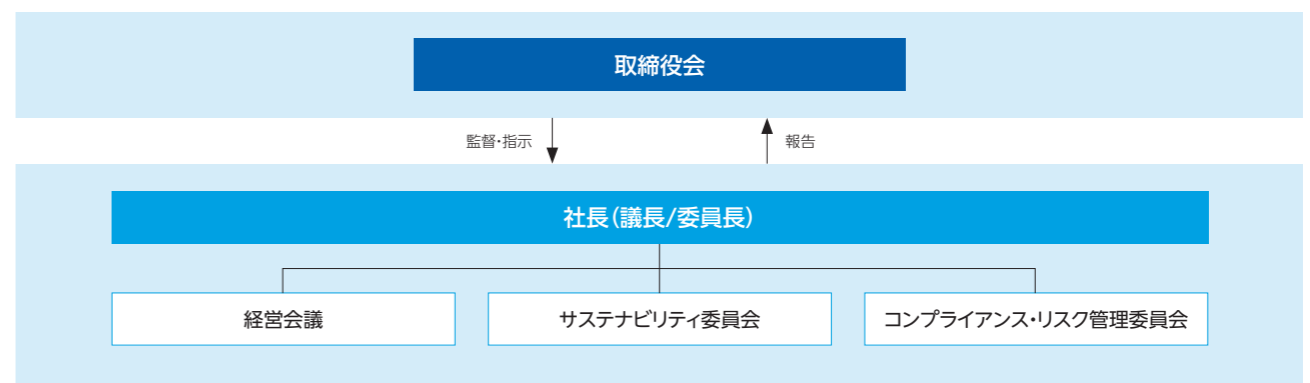 取締役会
監督・指示
報告
社長（議長/委員長）
経営会議
サステナビリティ委員会
コンプライアンス・リスク管理委員会